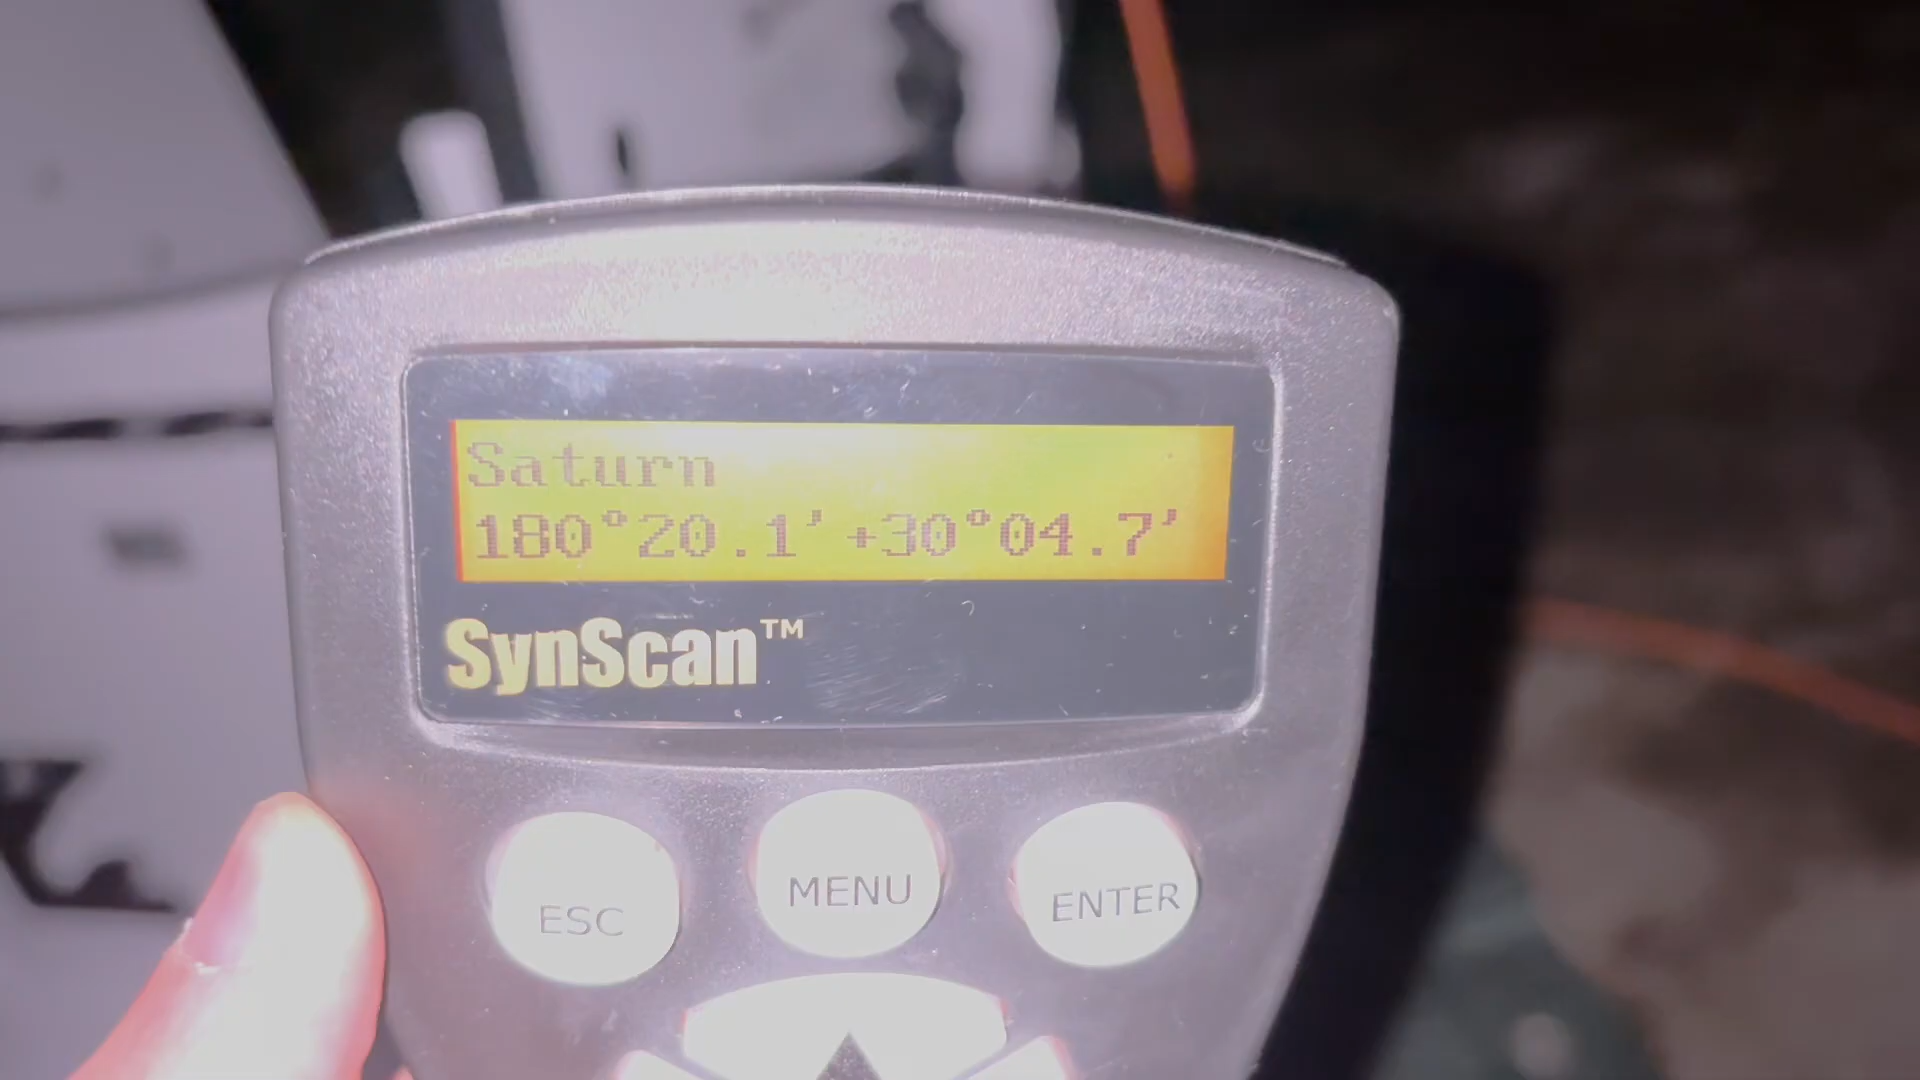 Saturn
180°20.1' +30°04.7'
SynScan™
ESC
MENU
ENTER